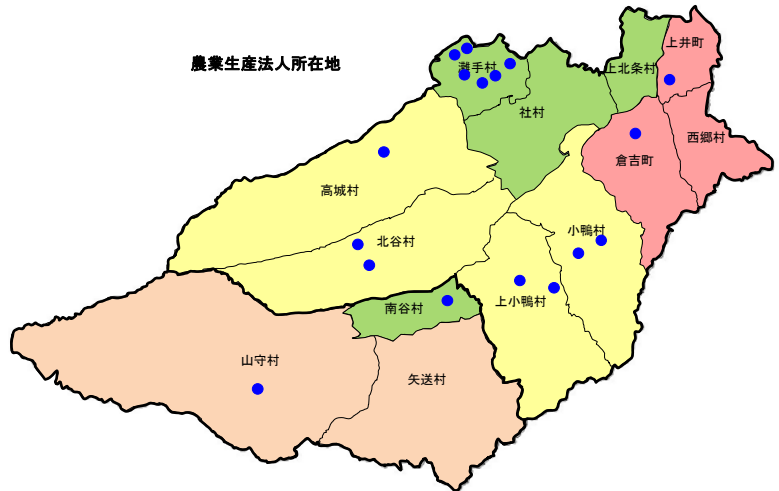 農業生産法人所在地
上井町
灘手村
上北条村
社村
西郷村
倉吉町
高城村
小鴨村
北谷村
上小鴨村
南谷村
山守村
矢送村